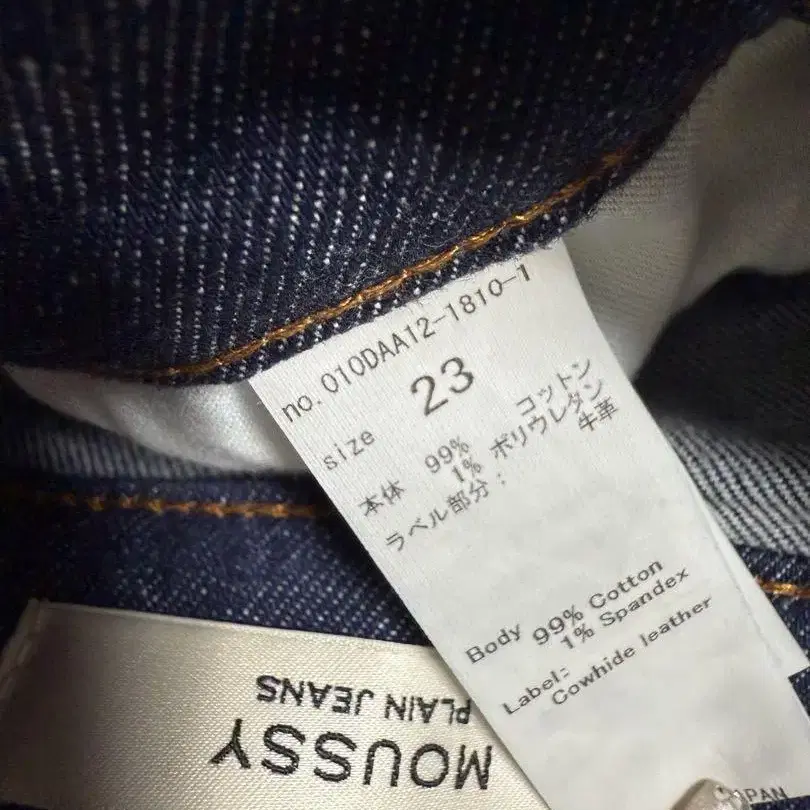 no.010DAA12-1810-1
size 23
本体 99% コットン
1% ポリウレタン
ラベル部分: 牛革
Body 99% Cotton
1% Spandex
Label:
Cowhide leather
MOUSSY
PLAIN JEANS